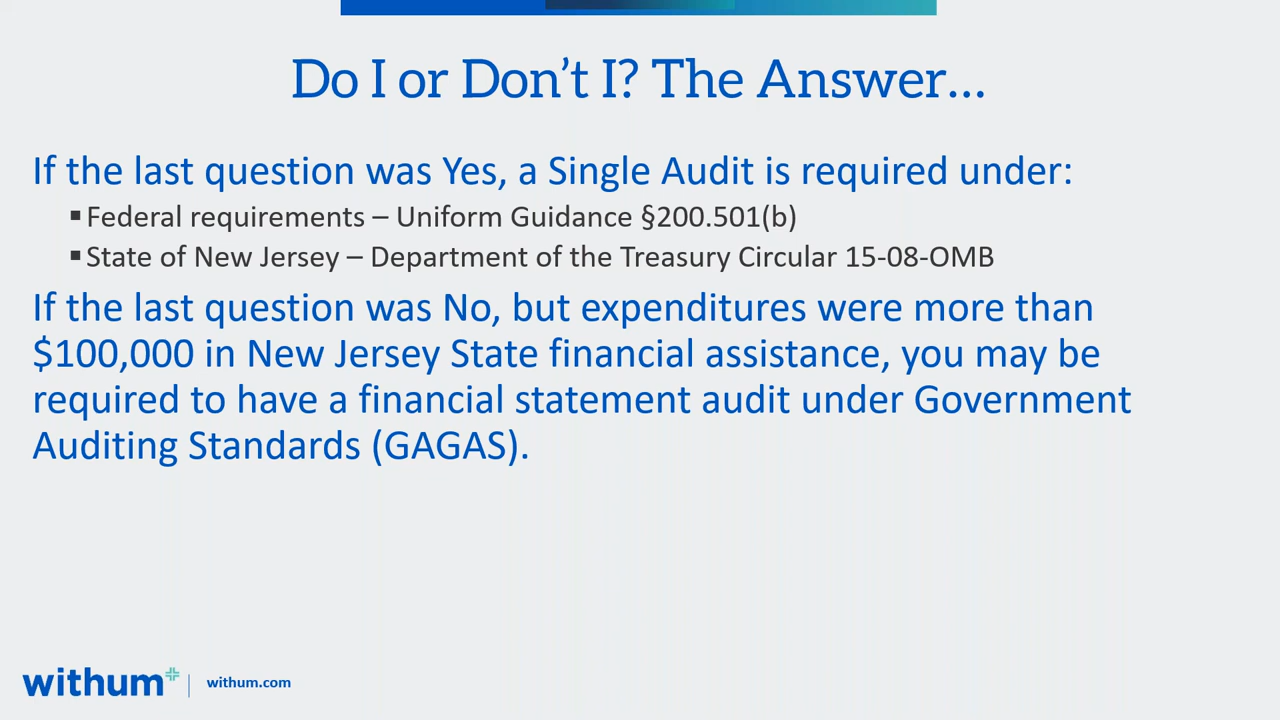 Do I or Don’t I? The Answer…
If the last question was Yes, a Single Audit is required under:
▪Federal requirements – Uniform Guidance §200.501(b)
▪State of New Jersey – Department of the Treasury Circular 15-08-OMB
If the last question was No, but expenditures were more than
$100,000 in New Jersey State financial assistance, you may be
required to have a financial statement audit under Government
Auditing Standards (GAGAS).
withum+ | withum.com